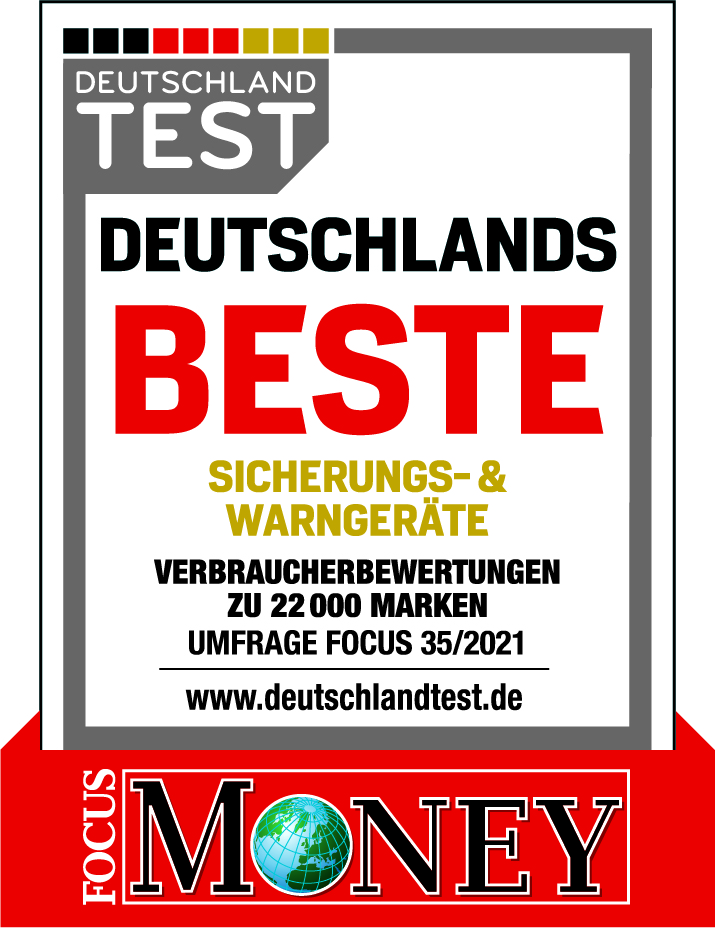 DEUTSCHLAND
TEST
DEUTSCHLANDS
BESTE
SICHERUNGS- &
WARNGERÄTE
VERBRAUCHERBEWERTUNGEN
ZU 22 000 MARKEN
UMFRAGE FOCUS 35/2021
www.deutschlandtest.de
FOCUS
MONEY